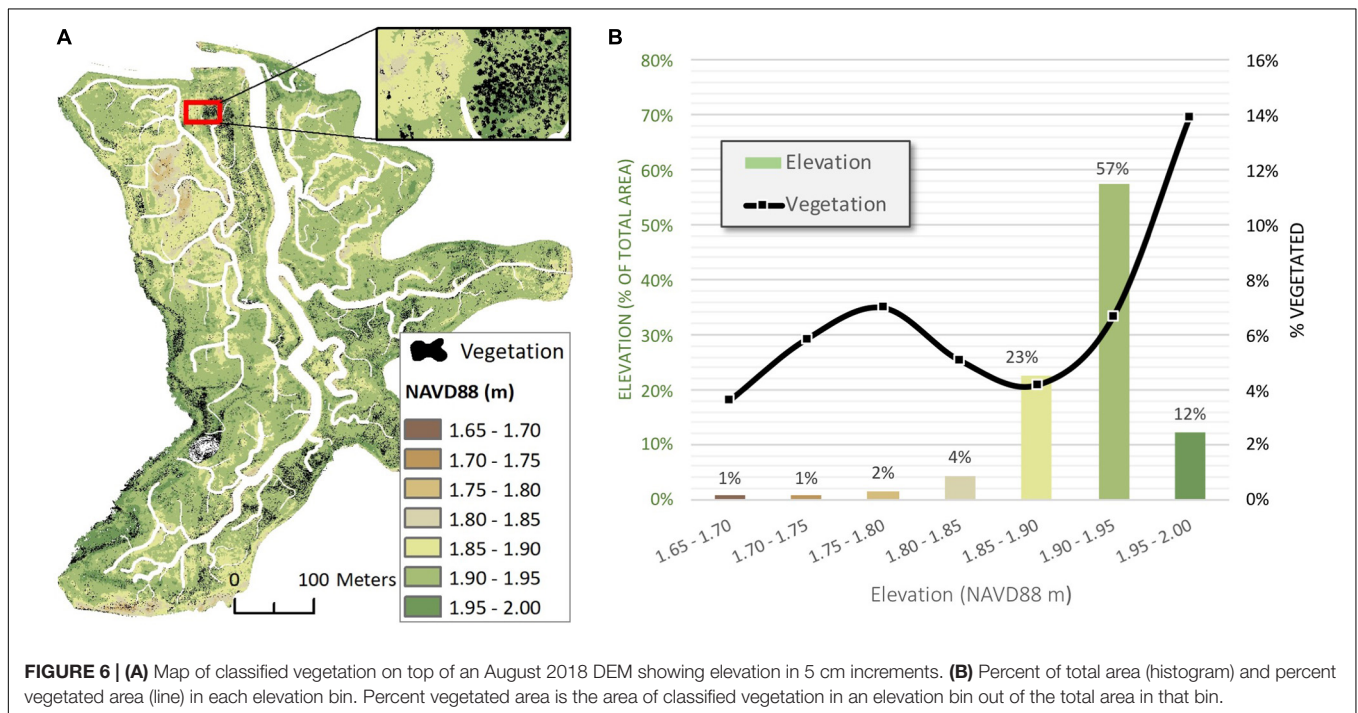 A
Vegetation
NAVD88 (m)
1.65 - 1.70
1.70 - 1.75
1.75 - 1.80
1.80 - 1.85
1.85 - 1.90
1.90 - 1.95
1.95 - 2.00
0 100 Meters
B
80%
70%
60%
50%
40%
30%
20%
10%
0%
ELEVATION (% OF TOTAL AREA)
Elevation
Vegetation
1%
1%
2%
4%
23%
57%
12%
16%
14%
12%
10%
8%
6%
4%
2%
0%
% VEGETATED
1.65 - 1.70
1.70 - 1.75
1.75 - 1.80
1.80 - 1.85
1.85 - 1.90
1.90 - 1.95
1.95 - 2.00
Elevation (NAVD88 m)
FIGURE 6 | (A) Map of classified vegetation on top of an August 2018 DEM showing elevation in 5 cm increments. (B) Percent of total area (histogram) and percent
vegetated area (line) in each elevation bin. Percent vegetated area is the area of classified vegetation in an elevation bin out of the total area in that bin.